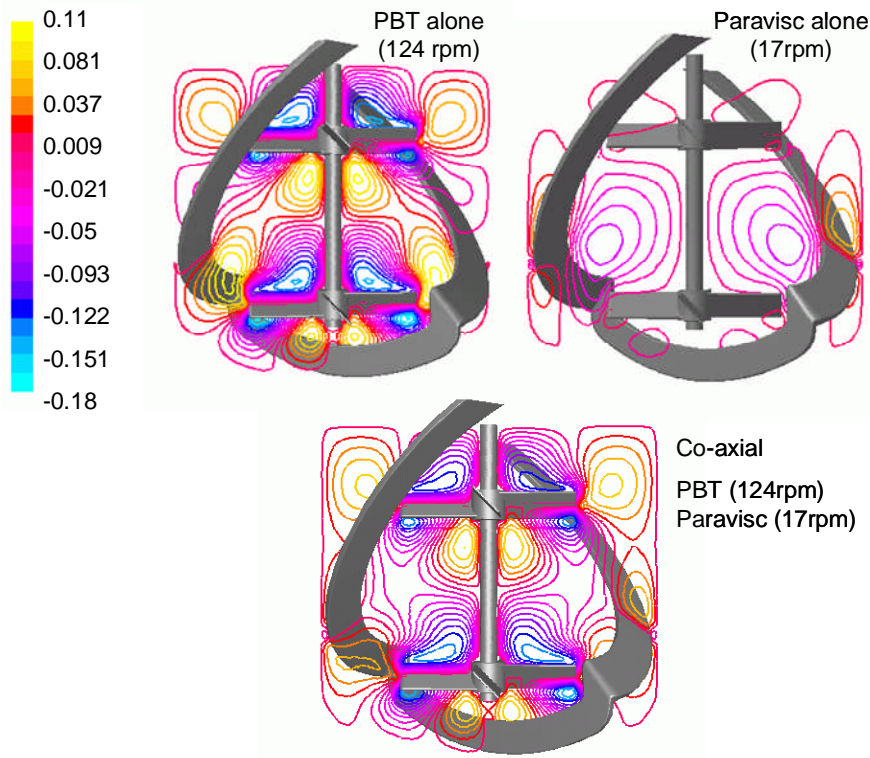 0.11
0.081
0.037
0.009
-0.021
-0.05
-0.093
-0.122
-0.151
-0.18
PBT alone
(124 rpm)
Paravisc alone
(17rpm)
Co-axial
PBT (124rpm)
Paravisc (17rpm)